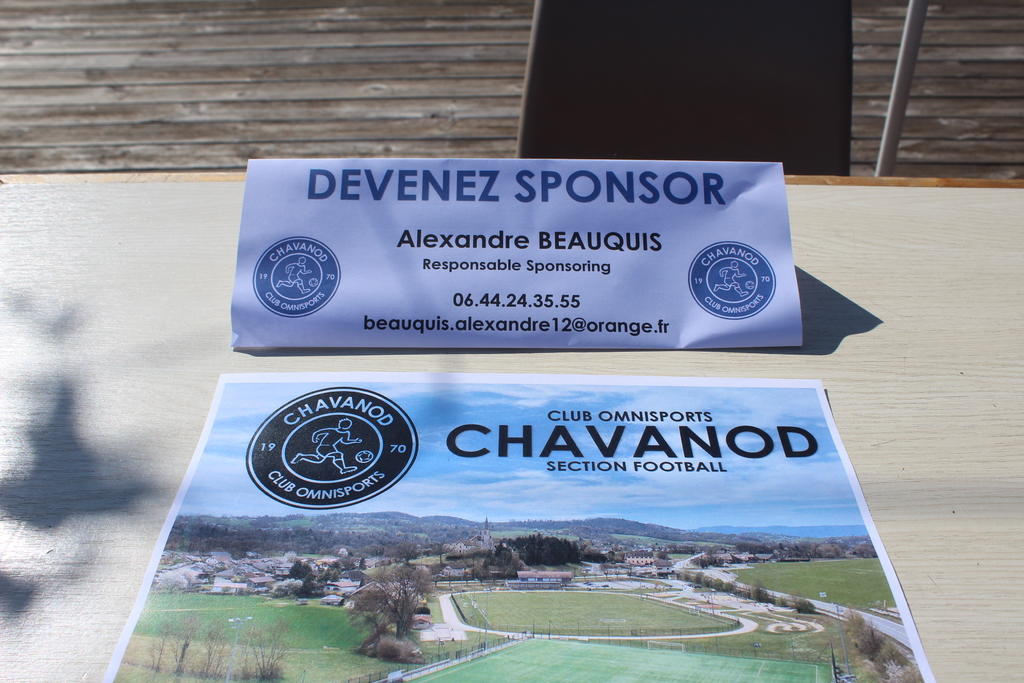 DEVENEZ SPONSOR
Alexandre BEAUQUIS
Responsable Sponsoring
06.44.24.35.55
beauquis.alexandre12@orange.fr
CHAVANOD
19 70
CLUB OMNISPORTS
CHAVANOD
19 70
CLUB OMNISPORTS
CHAVANOD
19 70
CLUB OMNISPORTS
CLUB OMNISPORTS
CHAVANOD
SECTION FOOTBALL